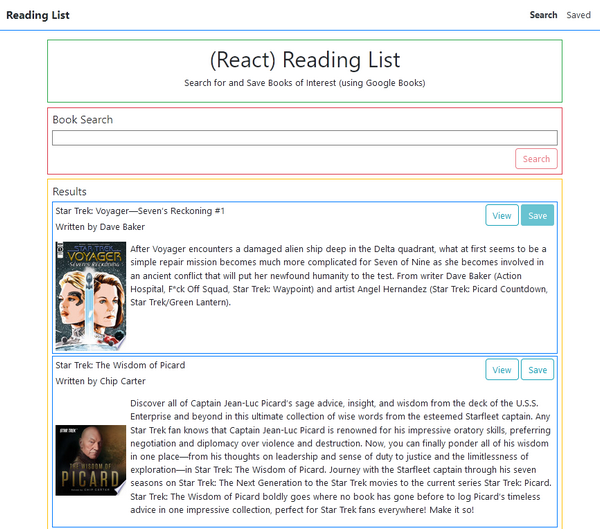 Reading List
Search Saved
(React) Reading List
Search for and Save Books of Interest (using Google Books)
Book Search
Search
Results
Star Trek: Voyager—Seven's Reckoning #1
View Save
Written by Dave Baker
STAR TREK
VOYAGER
SEVEN'S RECKONING
After Voyager encounters a damaged alien ship deep in the Delta quadrant, what at first seems to be a
simple repair mission becomes much more complicated for Seven of Nine as she becomes involved in
an ancient conflict that will put her newfound humanity to the test. From writer Dave Baker (Action
Hospital, F*ck Off Squad, Star Trek: Waypoint) and artist Angel Hernandez (Star Trek: Picard Countdown,
Star Trek/Green Lantern).
Star Trek: The Wisdom of Picard
View Save
Written by Chip Carter
STAR TREK
THE WISDOM OF
PICARD
CHIP CARTER
Discover all of Captain Jean-Luc Picard's sage advice, insight, and wisdom from the deck of the U.S.S.
Enterprise and beyond in this ultimate collection of wise words from the esteemed Starfleet captain. Any
Star Trek fan knows that Captain Jean-Luc Picard is renowned for his impressive oratory skills, preferring
negotiation and diplomacy over violence and destruction. Now, you can finally ponder all of his wisdom
in one place—from his thoughts on leadership and sense of duty to justice and the limitlessness of
exploration—in Star Trek: The Wisdom of Picard. Journey with the Starfleet captain through his seven
seasons on Star Trek: The Next Generation to the Star Trek movies to the current series Star Trek: Picard.
Star Trek: The Wisdom of Picard boldly goes where no book has gone before to log Picard's timeless
advice in one impressive collection, perfect for Star Trek fans everywhere! Make it so!